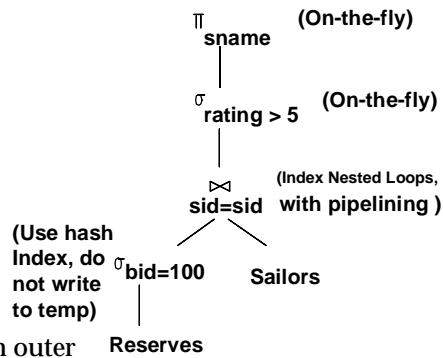 π sname (On-the-fly)
σ rating > 5 (On-the-fly)
(Index Nested Loops,
⋈
sid=sid with pipelining )
(Use hash
Index, do
not write
to temp)
σ bid=100
Sailors
n outer
Reserves